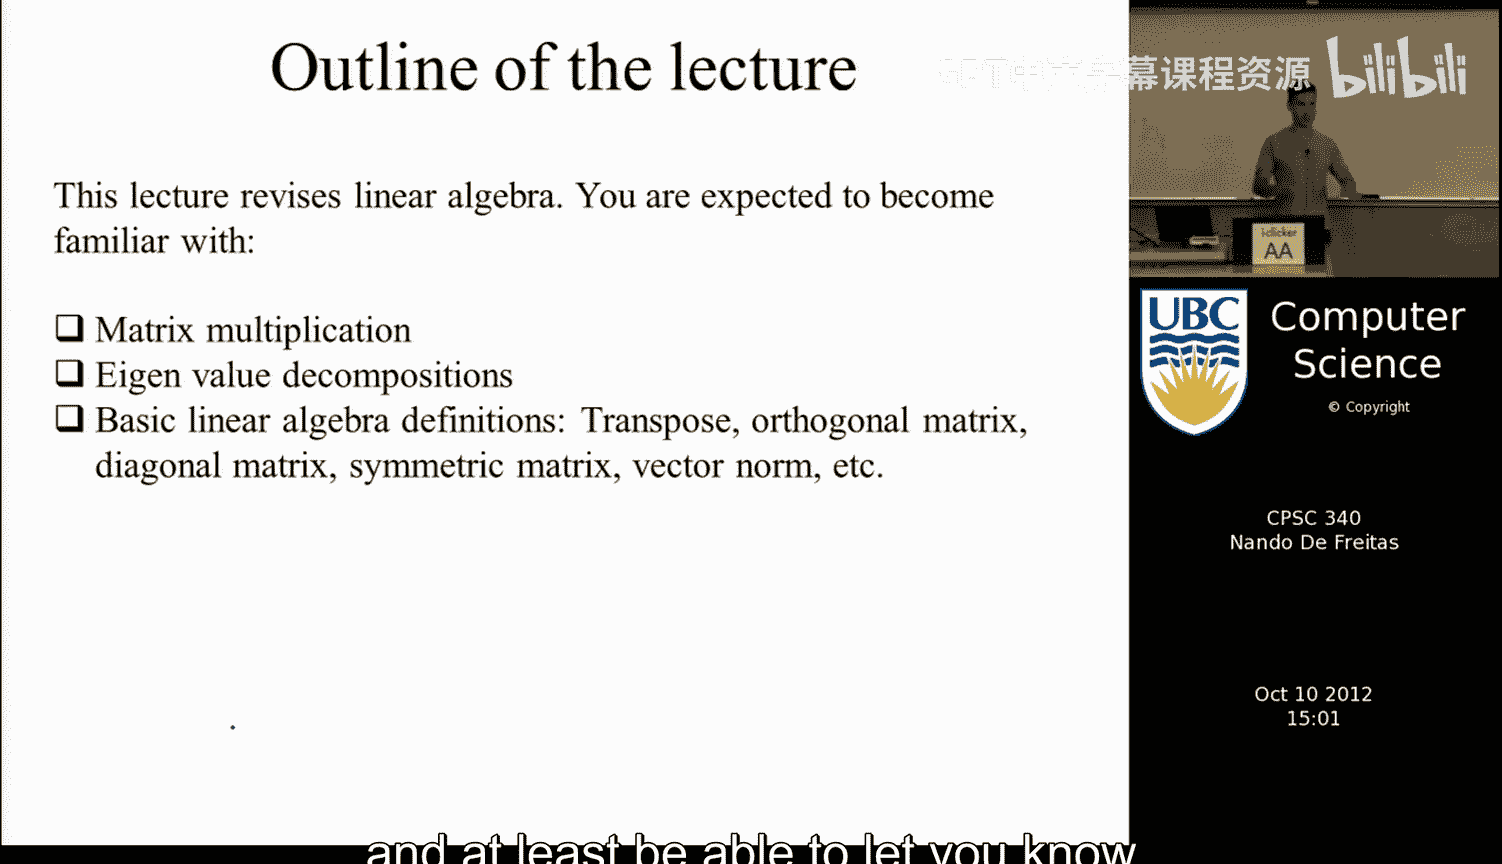 Outline of the lecture
This lecture revises linear algebra. You are expected to become
familiar with:
❑ Matrix multiplication
❑ Eigen value decompositions
❑ Basic linear algebra definitions: Transpose, orthogonal matrix,
diagonal matrix, symmetric matrix, vector norm, etc.
幕课程资源 bilibili
i-clicker
AA
UBC
Computer
Science
© Copyright
CPSC 340
Nando De Freitas
Oct 10 2012
15:01
and at least be able to let you know